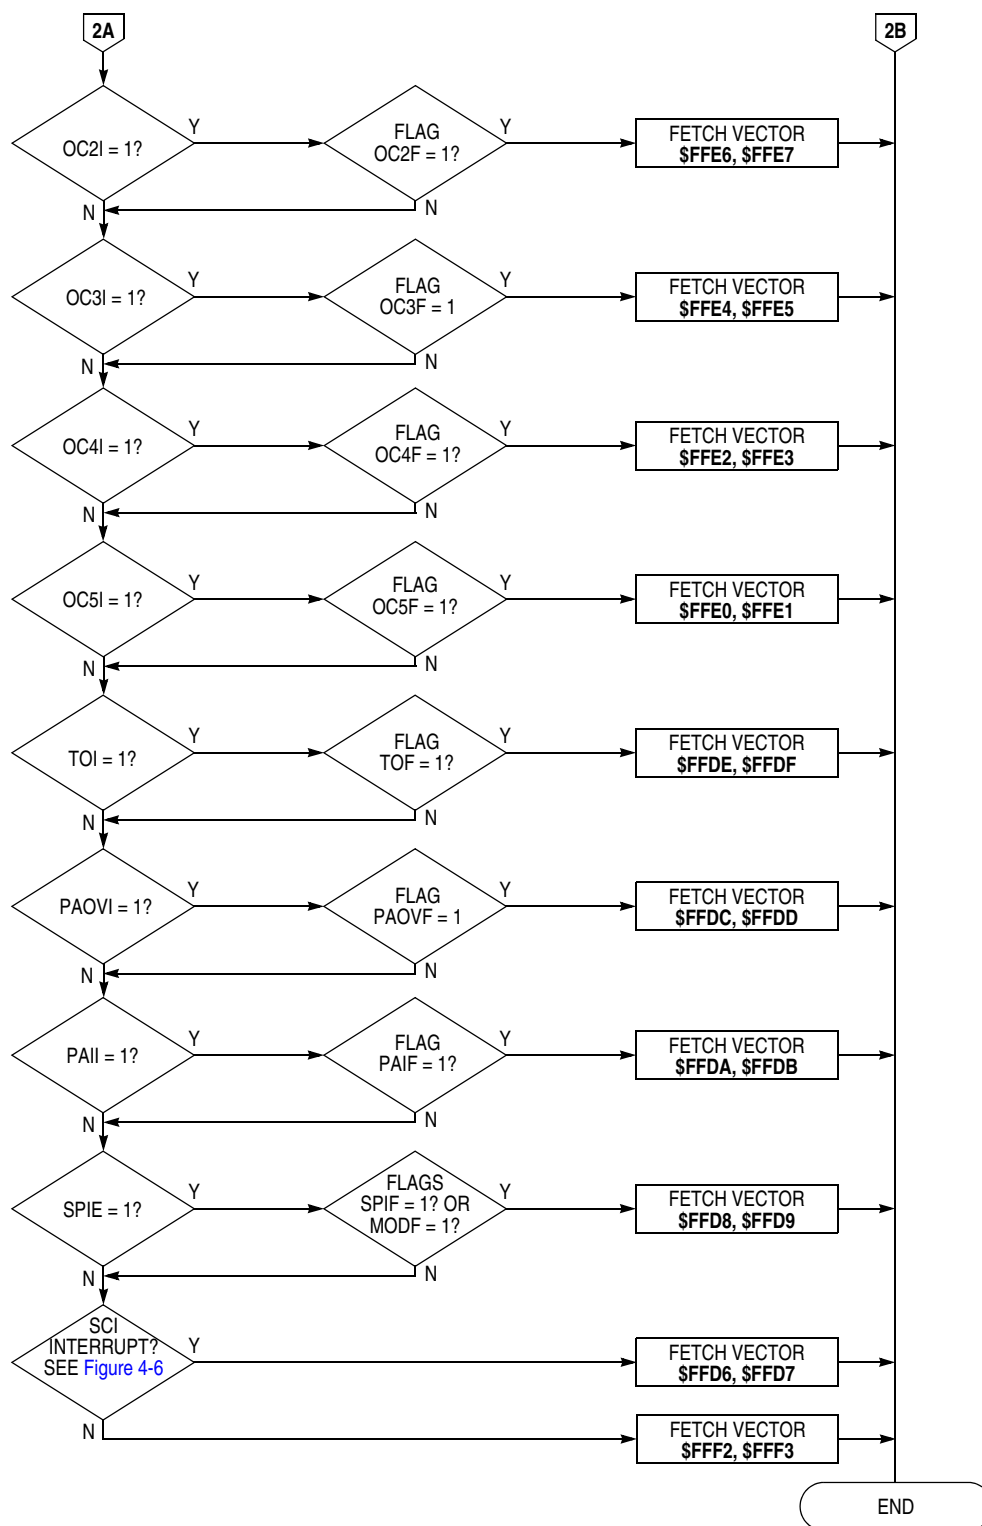 2A
2B
OC2I = 1?
Y
FLAG
OC2F = 1?
Y
FETCH VECTOR
$FFE6, $FFE7
N
N
OC3I = 1?
Y
FLAG
OC3F = 1
Y
FETCH VECTOR
$FFE4, $FFE5
N
N
OC4I = 1?
Y
FLAG
OC4F = 1?
Y
FETCH VECTOR
$FFE2, $FFE3
N
N
OC5I = 1?
Y
FLAG
OC5F = 1?
Y
FETCH VECTOR
$FFE0, $FFE1
N
N
TOI = 1?
Y
FLAG
TOF = 1?
Y
FETCH VECTOR
$FFDE, $FFDF
N
N
PAOVI = 1?
Y
FLAG
PAOVF = 1
Y
FETCH VECTOR
$FFDC, $FFDD
N
N
PAII = 1?
Y
FLAG
PAIF = 1?
Y
FETCH VECTOR
$FFDA, $FFDB
N
N
SPIE = 1?
Y
FLAGS
SPIF = 1? OR
MODF = 1?
Y
FETCH VECTOR
$FFD8, $FFD9
N
N
SCI
INTERRUPT?
SEE Figure 4-6
Y
FETCH VECTOR
$FFD6, $FFD7
N
FETCH VECTOR
$FFF2, $FFF3
END